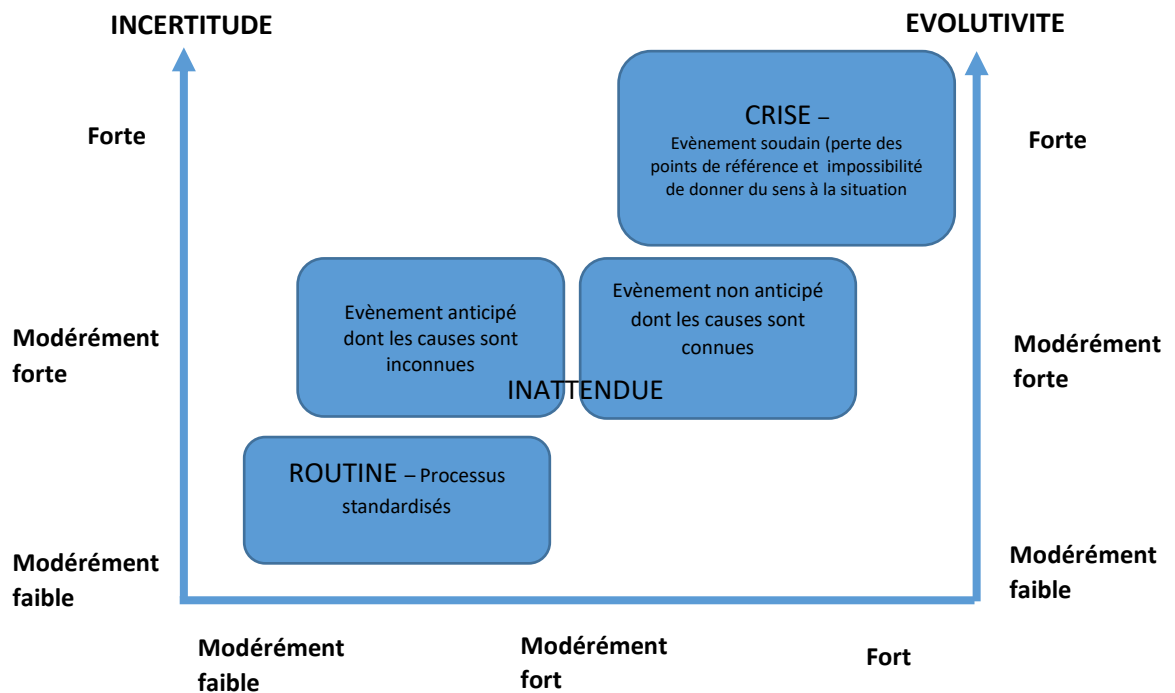 INCERTITUDE
EVOLUTIVITE
Forte
CRISE –
Evènement soudain (perte des
points de référence et impossibilité
de donner du sens à la situation
Forte
Modérément
forte
Evènement anticipé
dont les causes sont
inconnues
Evènement non anticipé
dont les causes sont
connues
INATTENDUE
Modérément
forte
ROUTINE – Processus
standardisés
Modérément
faible
Modérément
faible
Modérément
faible
Modérément
fort
Fort